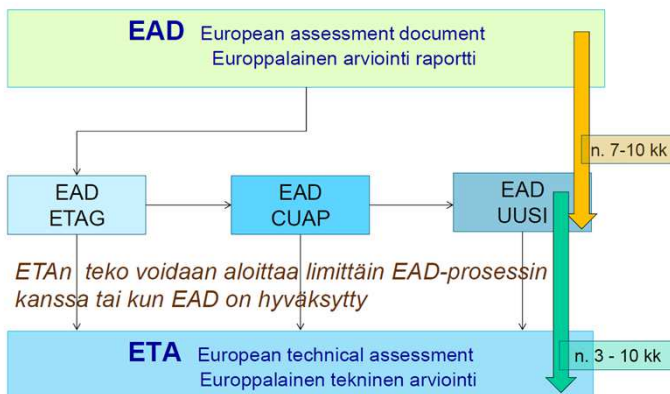 EAD European assessment document
Europpalainen arviointi raportti
n. 7-10 kk
EAD
ETAG
EAD
CUAP
EAD
UUSI
ETAn teko voidaan aloittaa limittäin EAD-prosessin
kanssa tai kun EAD on hyväksytty
ETA European technical assessment
Europpalainen tekninen arviointi
n. 3 - 10 kk